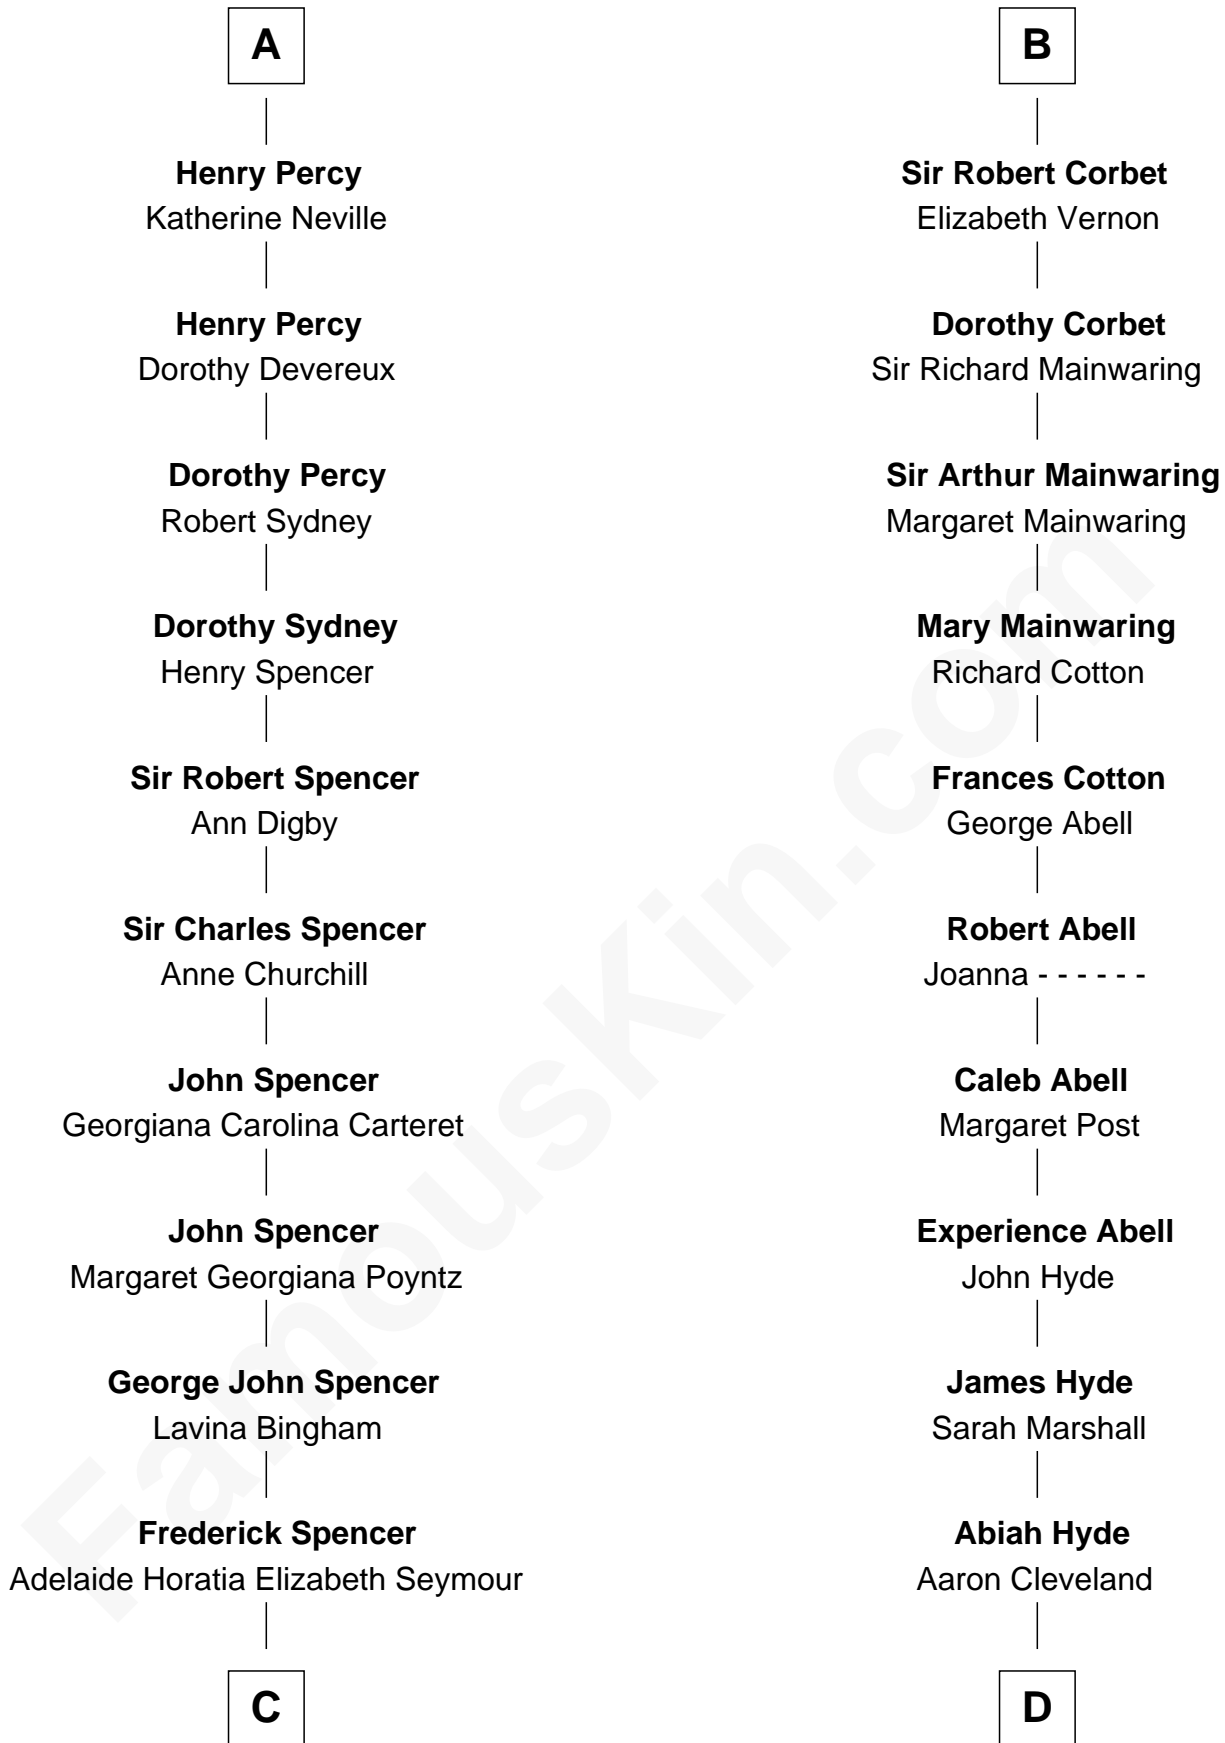 A
Henry Percy
Katherine Neville
Henry Percy
Dorothy Devereux
Dorothy Percy
Robert Sydney
Dorothy Sydney
Henry Spencer
Sir Robert Spencer
Ann Digby
Sir Charles Spencer
Anne Churchill
John Spencer
Georgiana Carolina Carteret
John Spencer
Margaret Georgiana Poyntz
George John Spencer
Lavina Bingham
Frederick Spencer
Adelaide Horatia Elizabeth Seymour
C
B
Sir Robert Corbet
Elizabeth Vernon
Dorothy Corbet
Sir Richard Mainwaring
Sir Arthur Mainwaring
Margaret Mainwaring
Mary Mainwaring
Richard Cotton
Frances Cotton
George Abell
Robert Abell
Joanna - - - - - -
Caleb Abell
Margaret Post
Experience Abell
John Hyde
James Hyde
Sarah Marshall
Abiah Hyde
Aaron Cleveland
D
FamousKin.com